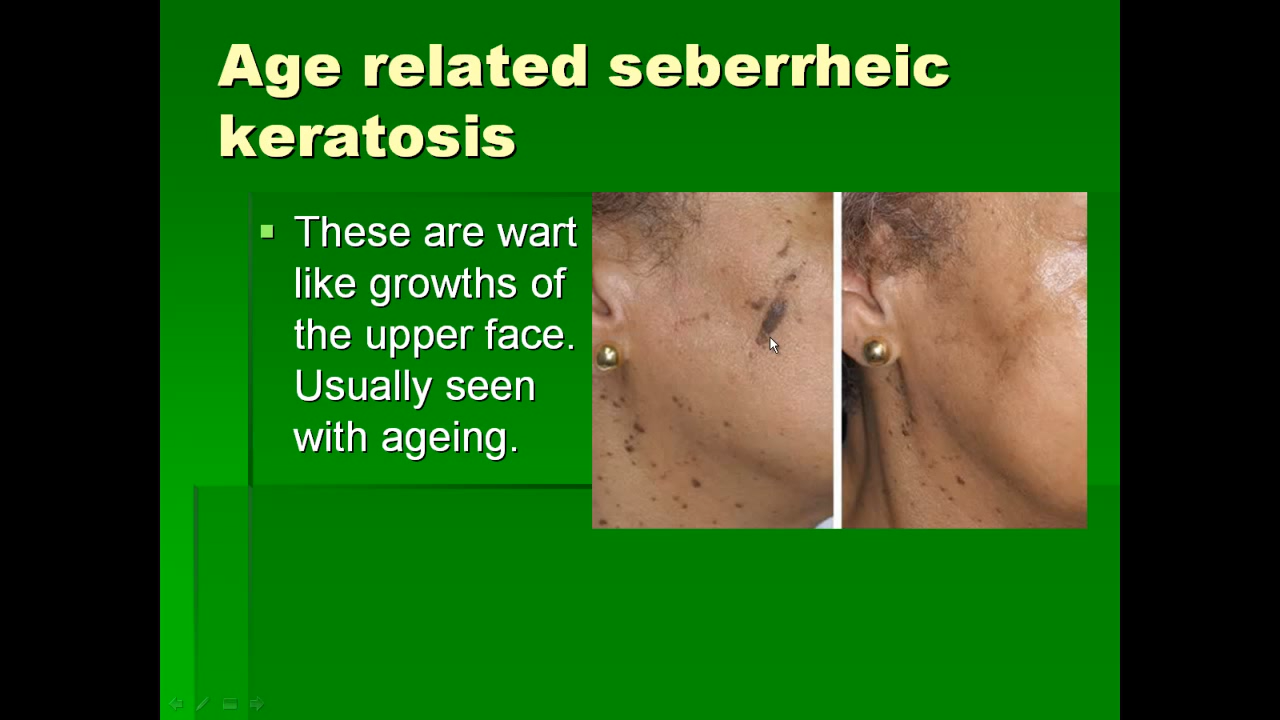 Age related seberrheic
keratosis
These are wart
like growths of
the upper face.
Usually seen
with ageing.